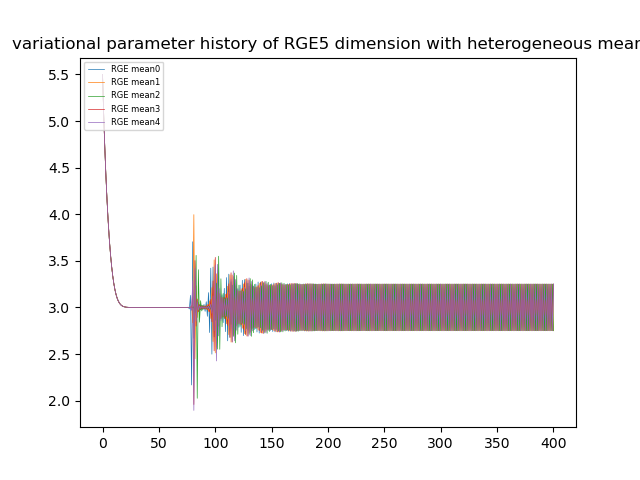 variational parameter history of RGE5 dimension with heterogeneous mean
RGE mean0
RGE mean1
RGE mean2
RGE mean3
RGE mean4
5.5
5.0
4.5
4.0
3.5
3.0
2.5
2.0
0 50 100 150 200 250 300 350 400